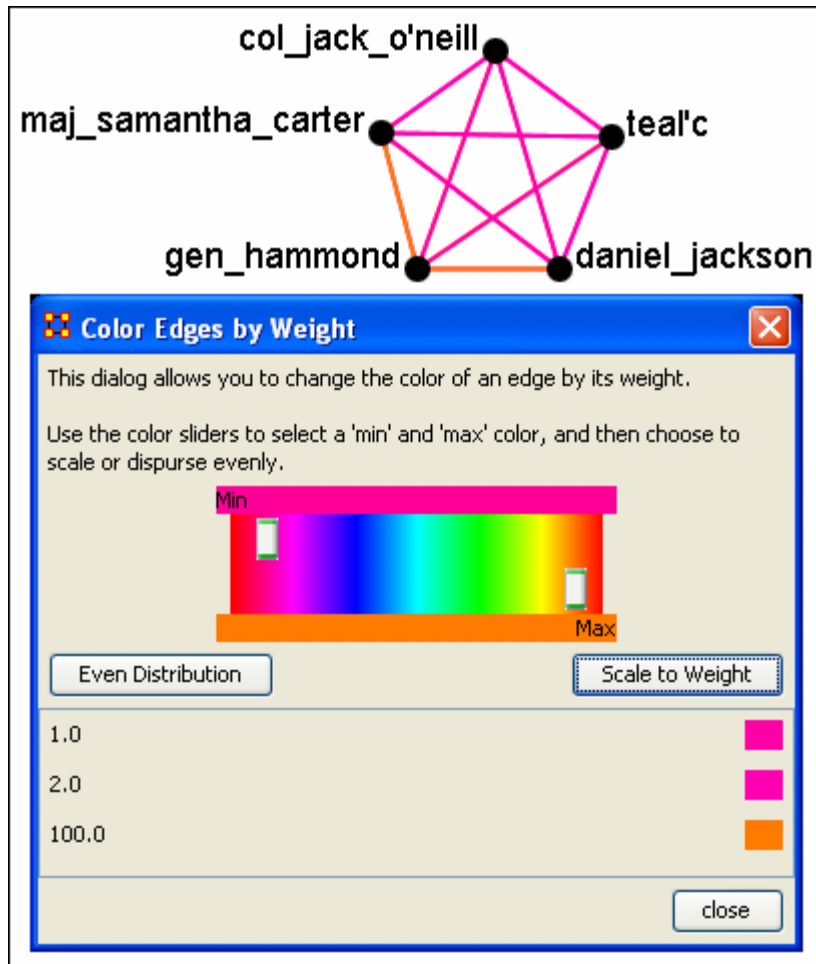 col_jack_o'neill
maj_samantha_carter
teal'c
gen_hammond
daniel_jackson
Color Edges by Weight
This dialog allows you to change the color of an edge by its weight.
Use the color sliders to select a 'min' and 'max' color, and then choose to
scale or dispurse evenly.
Min
Max
Even Distribution
Scale to Weight
1.0
2.0
100.0
close